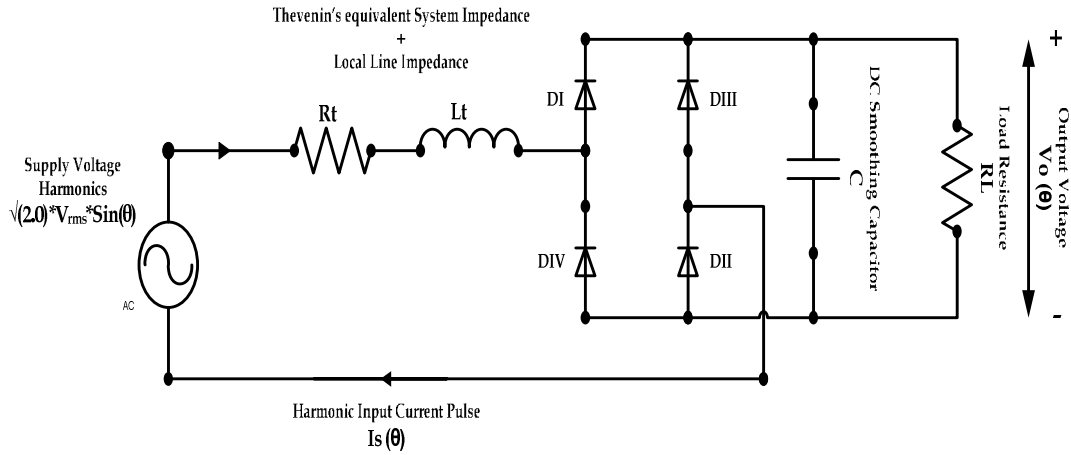 Thevenin's equivalent System Impedance
+
Local Line Impedance
Rt
Lt
DI
DIII
DIV
DII
Supply Voltage
Harmonics
√(2.0)*Vrms*Sin(θ)
AC
DC Smoothing Capacitor
C
Load Resistance
RL
+
Output Voltage
Vo (θ)
-
Harmonic Input Current Pulse
Is (θ)